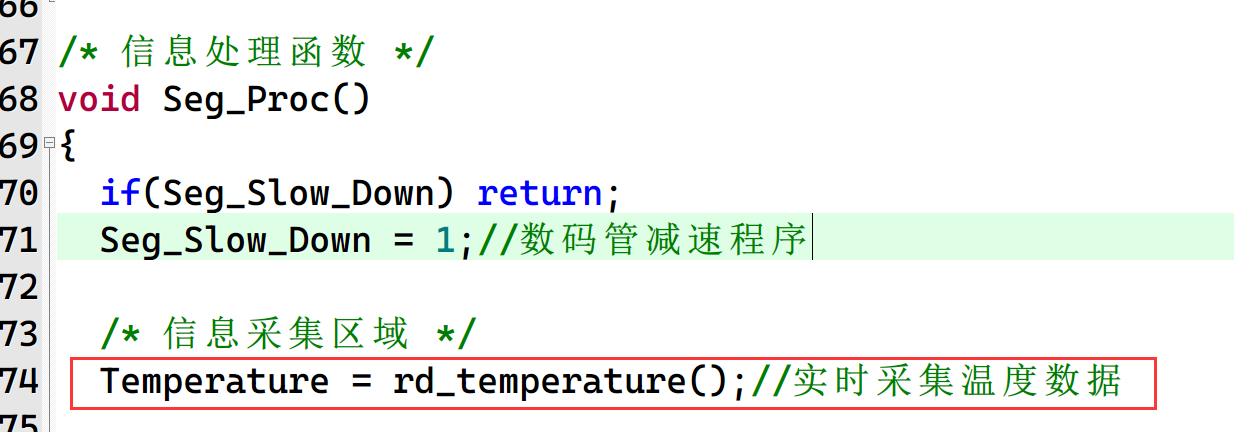 66
67 /* 信息处理函数 */
68 void Seg_Proc()
69 {
70 if(Seg_Slow_Down) return;
71 Seg_Slow_Down = 1;//数码管减速程序
72
73 /* 信息采集区域 */
74 Temperature = rd_temperature();//实时采集温度数据
75